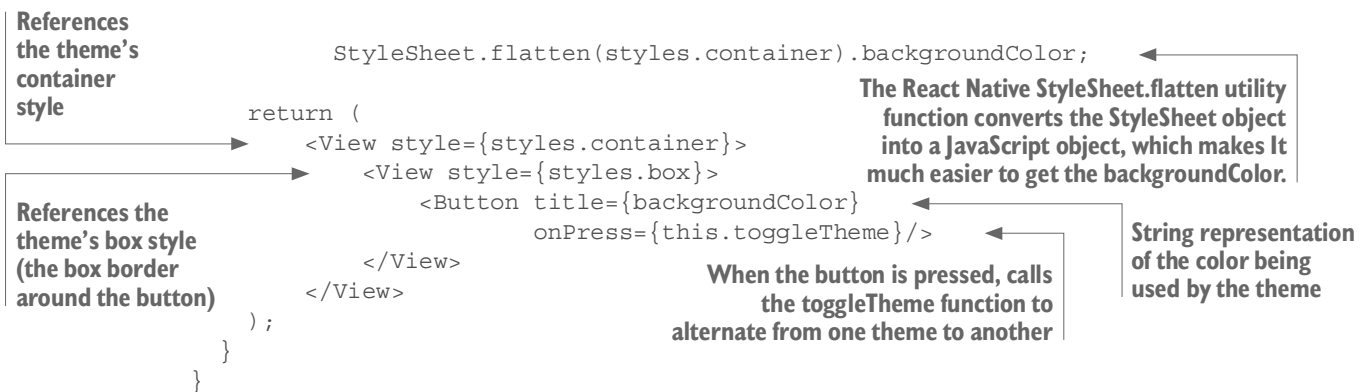 References
the theme's
container
style
StyleSheet.flatten(styles.container).backgroundColor;
The React Native StyleSheet.flatten utility
function converts the StyleSheet object
into a JavaScript object, which makes It
much easier to get the backgroundColor.
return (
<View style={styles.container}>
<View style={styles.box}>
<Button title={backgroundColor}
onPress={this.toggleTheme}/>
</View>
</View>
);
}
}
References the
theme's box style
(the box border
around the button)
When the button is pressed, calls
the toggleTheme function to
alternate from one theme to another
String representation
of the color being
used by the theme